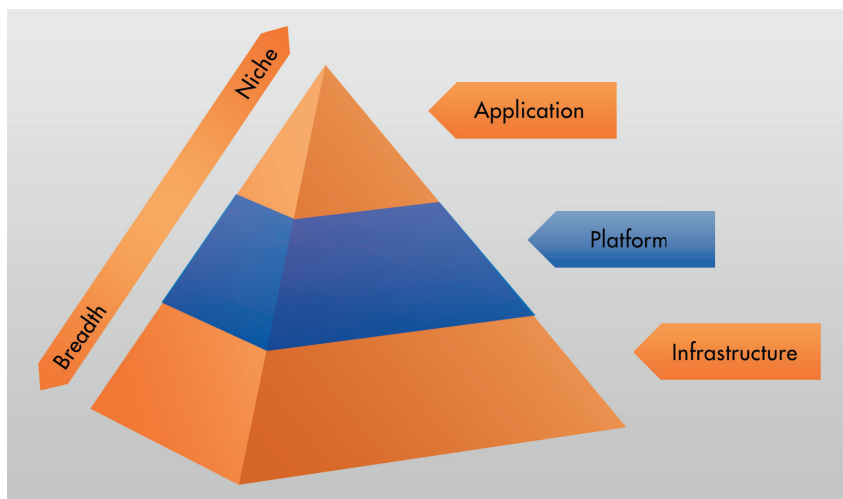 Niche
Application
Platform
Breadth
Infrastructure